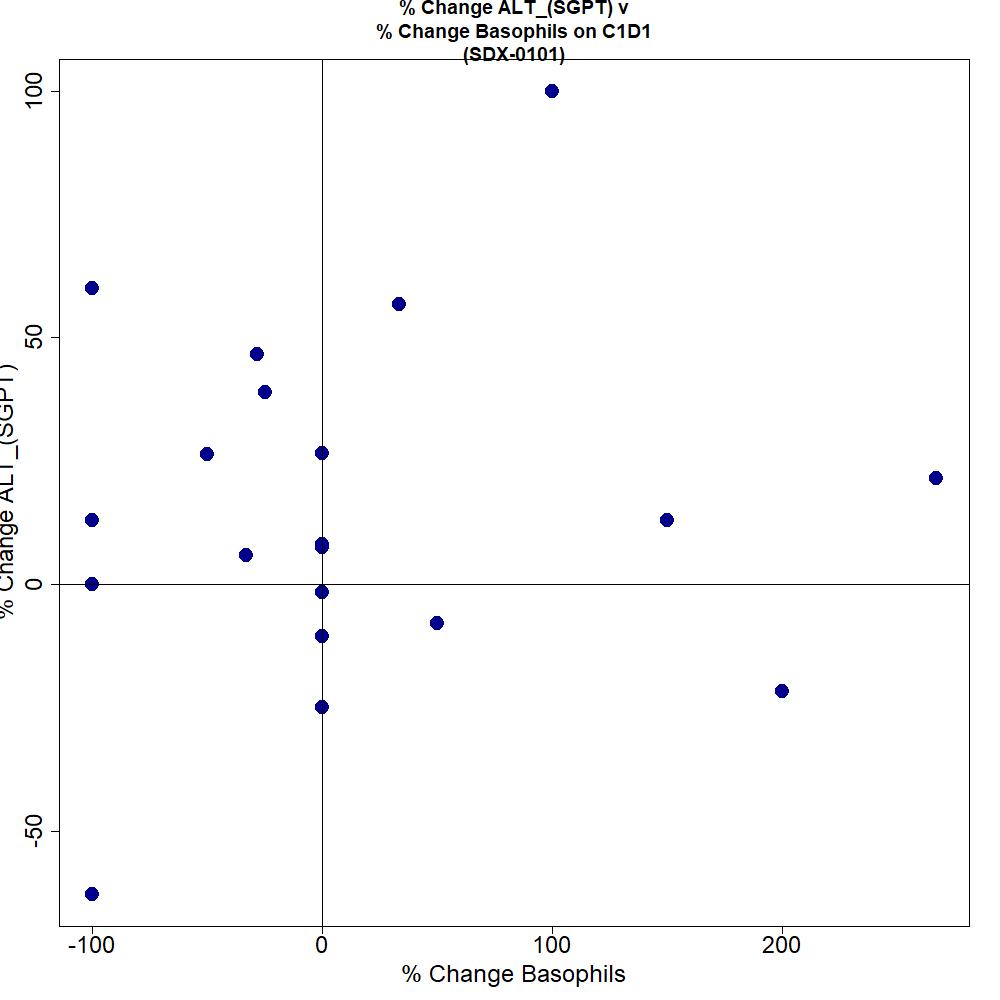 % Change ALT_(SGPT) v
% Change Basophils on C1D1
(SDX-0101)
100
50
0
-50
% Change ALT_(SGPT)
-100
0
100
200
% Change Basophils